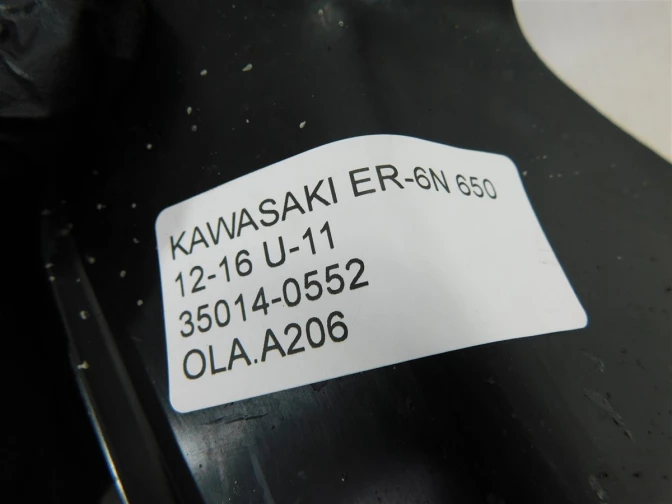 KAWASAKI ER-6N 650
12-16 U-11
35014-0552
OLA.A206